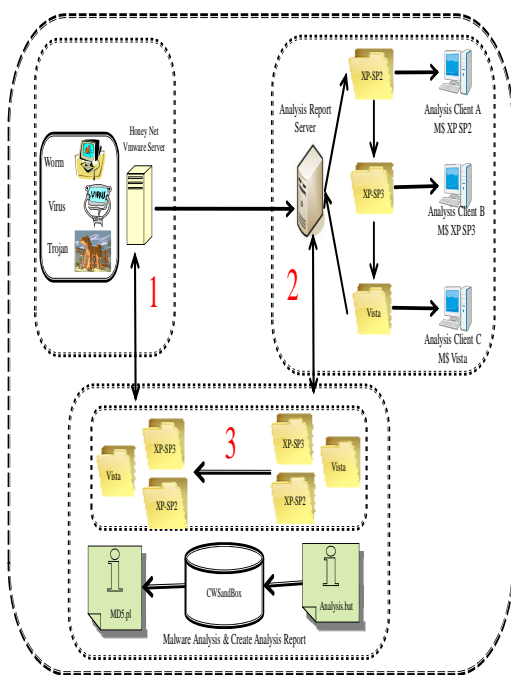 Honey Net
Vmware Server
Worm
VIRUS
Virus
Trojan
1
Analysis Report
Server
XP-SP2
Analysis Client A
MS XP SP2
XP-SP3
Analysis Client B
MS XP SP3
2
Vista
Analysis Client C
MS Vista
XP-SP3
Vista
XP-SP2
3
XP-SP3
Vista
XP-SP2
MD5.pl
CWSandBox
Analysis.bat
Malware Analysis & Create Analysis Report